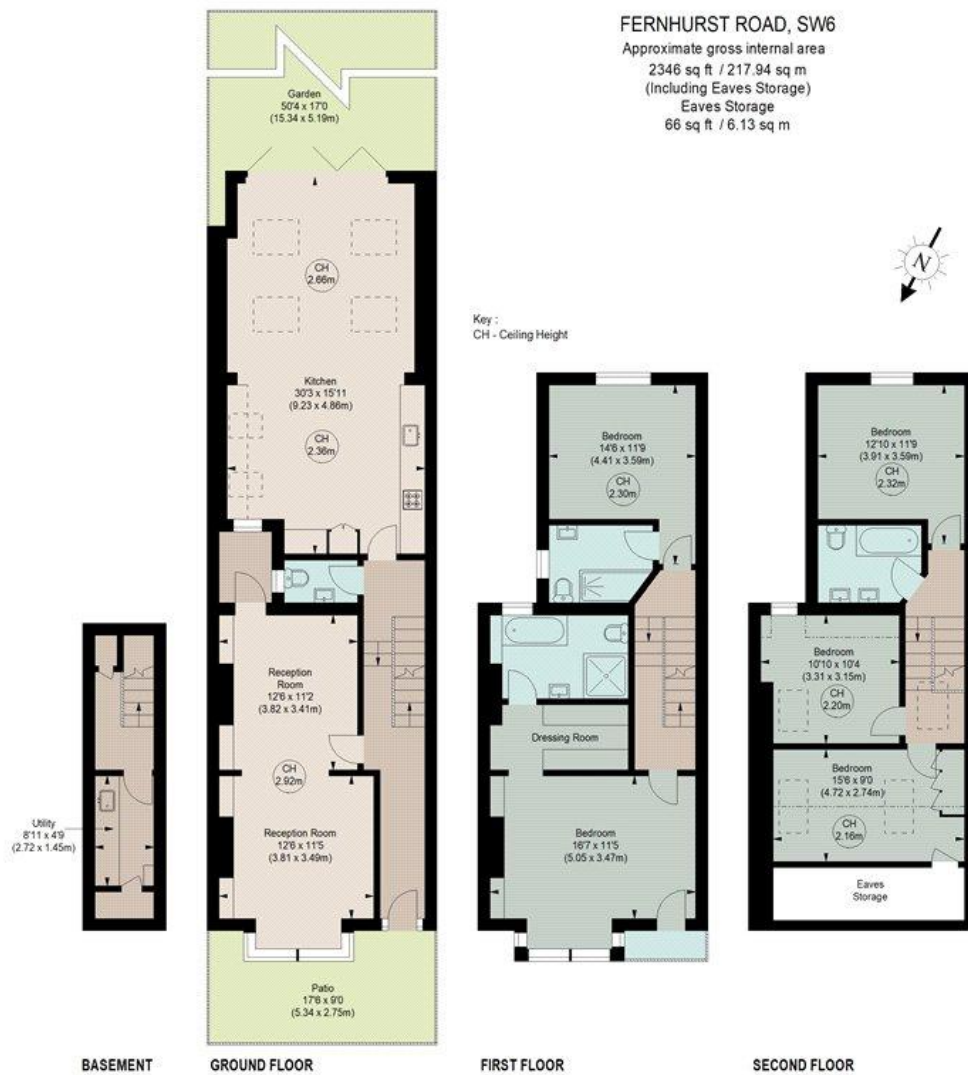 FERNHURST ROAD, SW6
Approximate gross internal area
2346 sq ft / 217.94 sq m
(Including Eaves Storage)
Eaves Storage
66 sq ft / 6.13 sq m
N
Key :
CH - Ceiling Height
Garden
50'4 x 17'0
(15.34 x 5.19m)
CH
2.66m
Kitchen
30'3 x 15'11
(9.23 x 4.86m)
CH
2.36m
Reception
Room
12'6 x 11'2
(3.82 x 3.41m)
CH
2.92m
Reception Room
12'6 x 11'5
(3.81 x 3.49m)
Patio
17'6 x 9'0
(5.34 x 2.75m)
Utility
8'11 x 4'9
(2.72 x 1.45m)
Bedroom
14'6 x 11'9
(4.41 x 3.59m)
CH
2.30m
Dressing Room
Bedroom
16'7 x 11'5
(5.05 x 3.47m)
Bedroom
12'10 x 11'9
(3.91 x 3.59m)
CH
2.32m
Bedroom
10'10 x 10'4
(3.31 x 3.15m)
CH
2.20m
Bedroom
15'6 x 9'0
(4.72 x 2.74m)
CH
2.16m
Eaves
Storage
BASEMENT
GROUND FLOOR
FIRST FLOOR
SECOND FLOOR